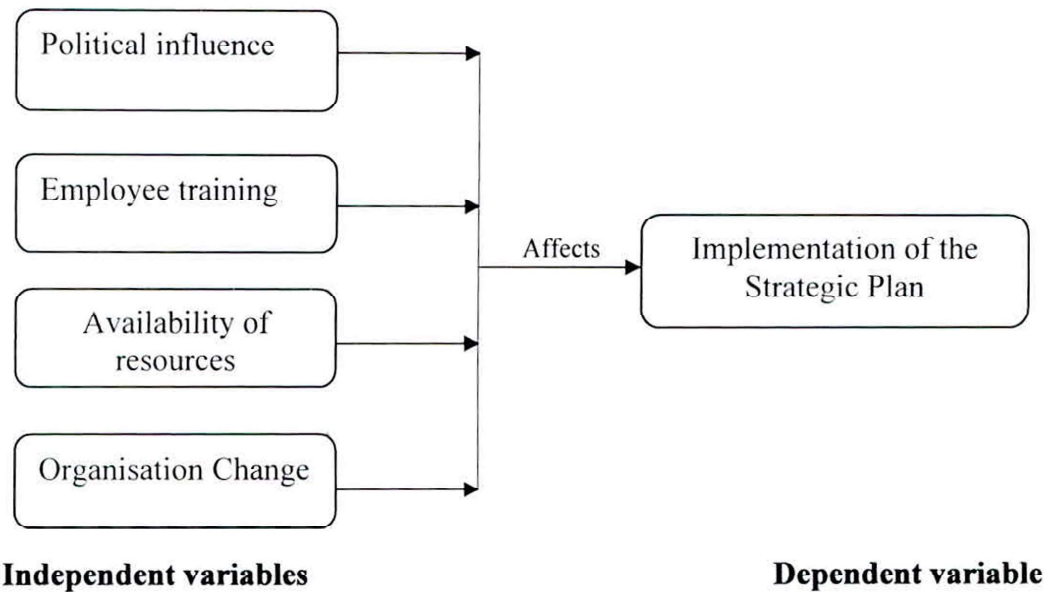 Political influence
Employee training
Availability of
resources
Organisation Change
Affects
Implementation of the
Strategic Plan
Independent variables
Dependent variable